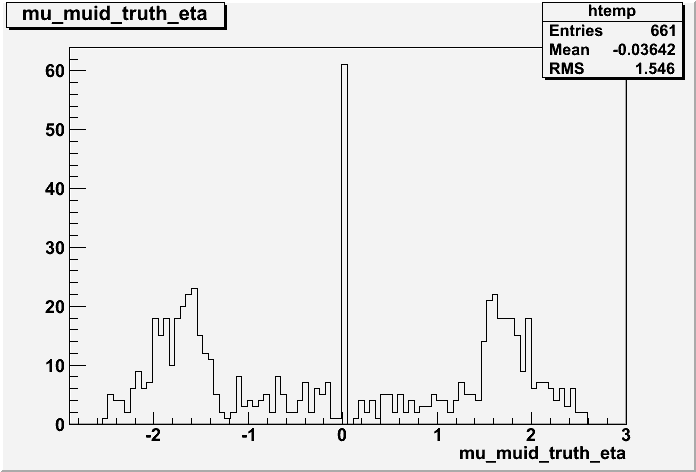 mu_muid_truth_eta
htemp
Entries 661
Mean -0.03642
RMS 1.546
60
50
40
30
20
10
0
-2 -1 0 1 2 3
mu_muid_truth_eta